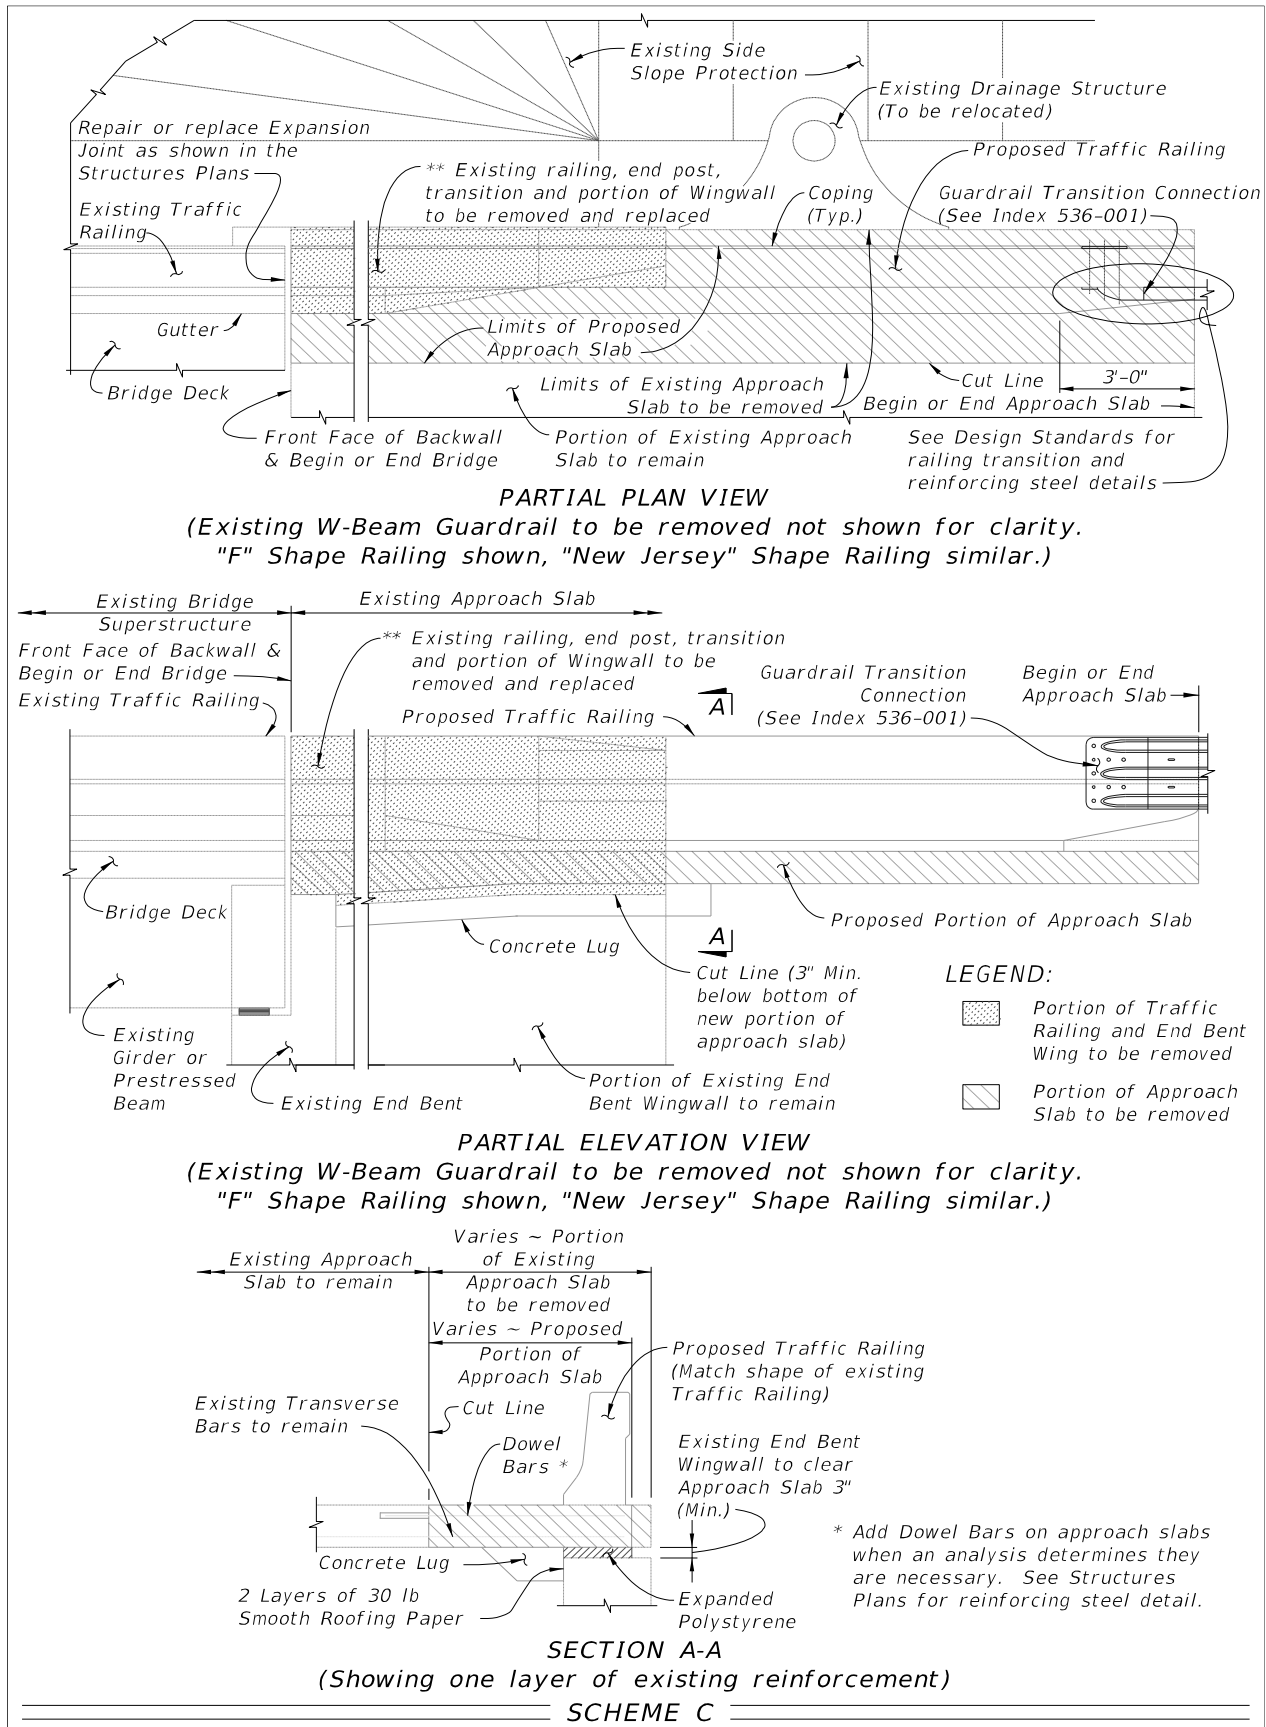 Existing Side
Slope Protection
Existing Drainage Structure
(To be relocated)
Repair or replace Expansion
Joint as shown in the
Structures Plans
Proposed Traffic Railing
** Existing railing, end post,
transition and portion of Wingwall
to be removed and replaced
Coping
(Typ.)
Guardrail Transition Connection
(See Index 536-001)
Existing Traffic
Railing
Gutter
Limits of Proposed
Approach Slab
Bridge Deck
Limits of Existing Approach
Slab to be removed
Cut Line
3'-0"
Begin or End Approach Slab
Front Face of Backwall
& Begin or End Bridge
Portion of Existing Approach
Slab to remain
See Design Standards for
railing transition and
reinforcing steel details
PARTIAL PLAN VIEW
(Existing W-Beam Guardrail to be removed not shown for clarity.
"F" Shape Railing shown, "New Jersey" Shape Railing similar.)
Existing Bridge
Superstructure
Existing Approach Slab
Front Face of Backwall &
Begin or End Bridge
Existing Traffic Railing
** Existing railing, end post, transition
and portion of Wingwall to be
removed and replaced
Proposed Traffic Railing
A
Guardrail Transition
Connection
(See Index 536-001)
Begin or End
Approach Slab
Bridge Deck
Proposed Portion of Approach Slab
Concrete Lug
A
Cut Line (3" Min.
below bottom of
new portion of
approach slab)
LEGEND:
Portion of Traffic
Railing and End Bent
Wing to be removed
Portion of Approach
Slab to be removed
Existing
Girder or
Prestressed
Beam
Existing End Bent
Portion of Existing End
Bent Wingwall to remain
PARTIAL ELEVATION VIEW
(Existing W-Beam Guardrail to be removed not shown for clarity.
"F" Shape Railing shown, "New Jersey" Shape Railing similar.)
Existing Approach
Slab to remain
Varies ~ Portion
of Existing
Approach Slab
to be removed
Varies ~ Proposed
Portion of
Approach Slab
Proposed Traffic Railing
(Match shape of existing
Traffic Railing)
Existing Transverse
Bars to remain
Cut Line
Dowel
Bars *
Existing End Bent
Wingwall to clear
Approach Slab 3"
(Min.)
Concrete Lug
2 Layers of 30 lb
Smooth Roofing Paper
Expanded
Polystyrene
* Add Dowel Bars on approach slabs
when an analysis determines they
are necessary. See Structures
Plans for reinforcing steel detail.
SECTION A-A
(Showing one layer of existing reinforcement)
SCHEME C